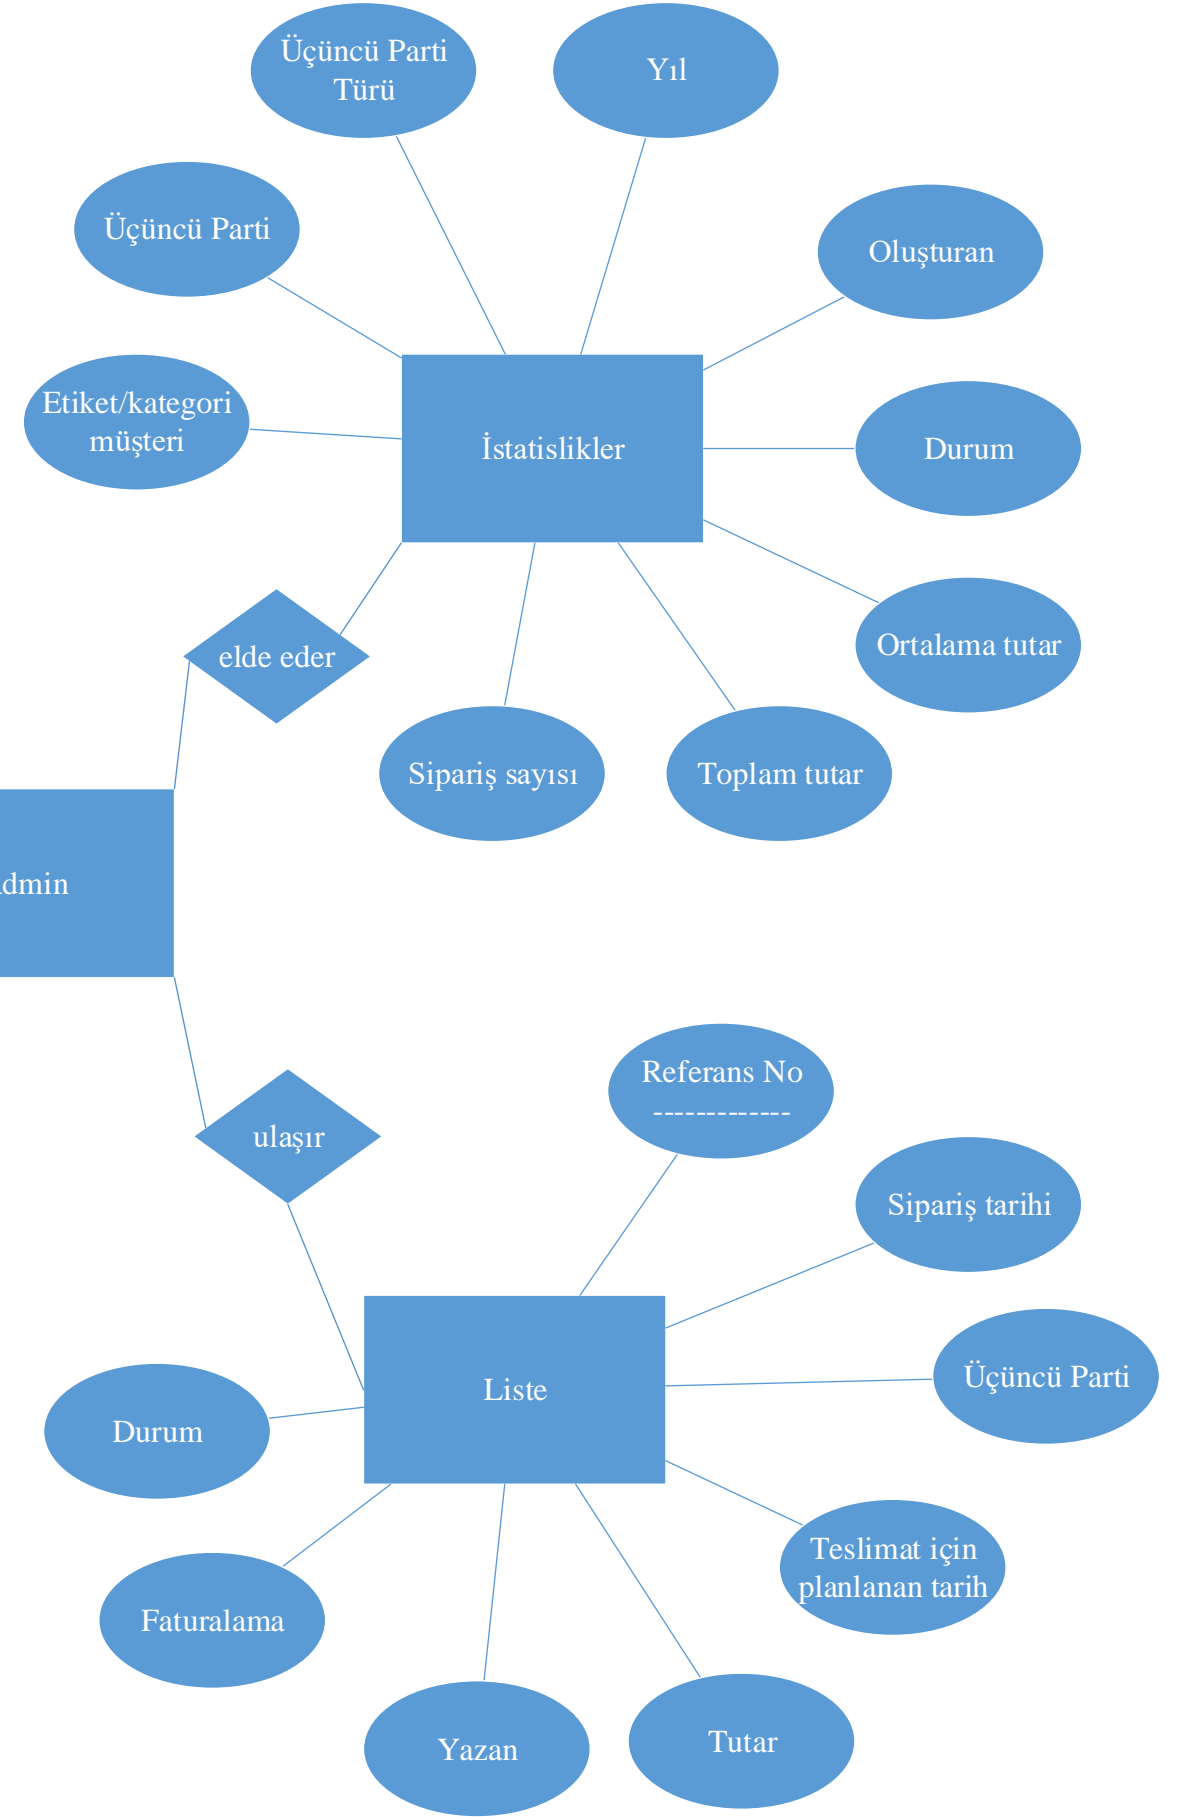 Üçüncü Parti
Türü
Yıl
Üçüncü Parti
Oluşturan
Etiket/kategori
müşteri
İstatislikler
Durum
elde eder
Ortalama tutar
Sipariş sayısı
Toplam tutar
dmin
Referans No
-------------
ulaşır
Sipariş tarihi
Üçüncü Parti
Liste
Durum
Teslimat için
planlanan tarih
Faturalama
Yazan
Tutar